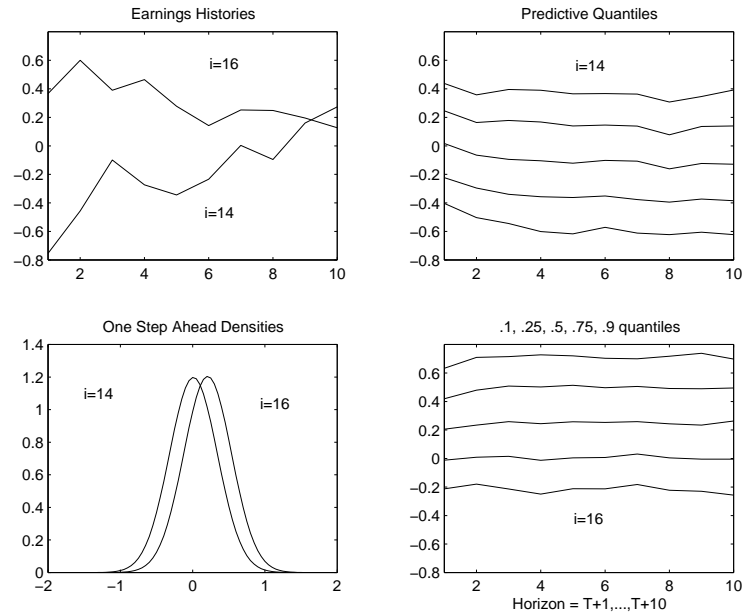 Earnings Histories
0.6
0.4
0.2
0
−0.2
−0.4
−0.6
−0.8
i=16
i=14
2 4 6 8 10
Predictive Quantiles
0.6
0.4
0.2
0
−0.2
−0.4
−0.6
−0.8
i=14
2 4 6 8 10
One Step Ahead Densities
1.4
1.2
1
0.8
0.6
0.4
0.2
0
i=14
i=16
−2 −1 0 1 2
.1, .25, .5, .75, .9 quantiles
0.6
0.4
0.2
0
−0.2
−0.4
−0.6
−0.8
i=16
2 4 6 8 10
Horizon = T+1,...,T+10